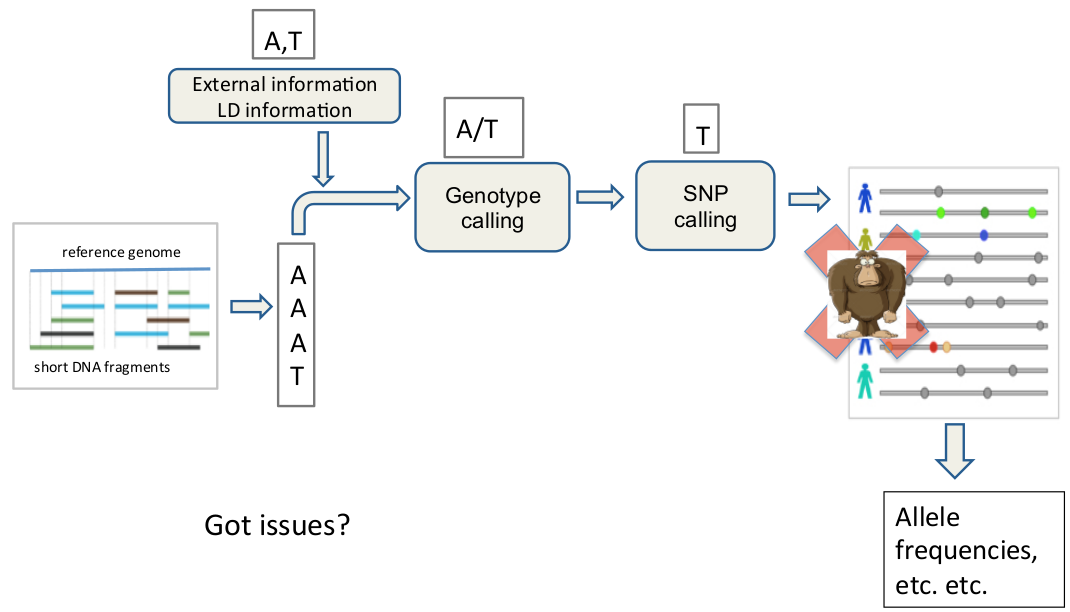 A,T
External information
LD information
A/T
T
Genotype
calling
SNP
calling
reference genome
short DNA fragments
A
A
A
T
Got issues?
Allele
frequencies,
etc. etc.